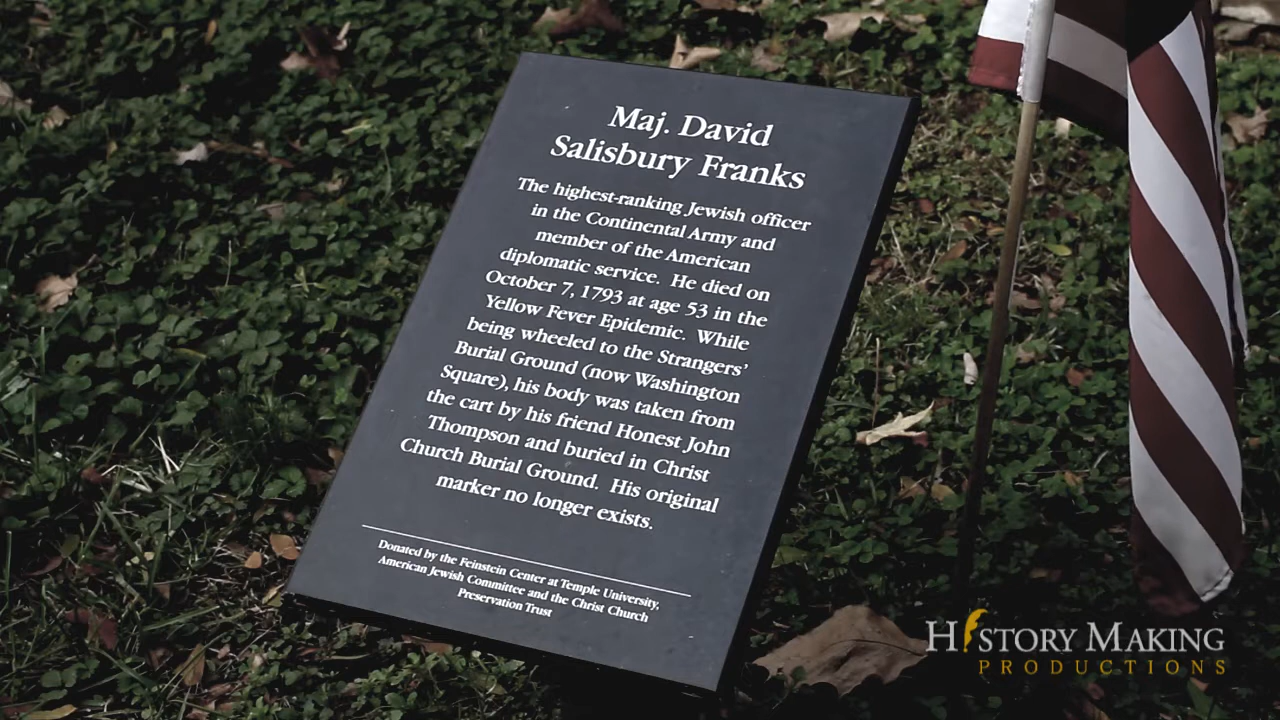 Maj. David
Salisbury Franks
The highest-ranking Jewish officer
in the Continental Army and
member of the American
diplomatic service. He died on
October 7, 1793 at age 53 in the
Yellow Fever Epidemic. While
being wheeled to the Strangers'
Burial Ground (now Washington
Square), his body was taken from
the cart by his friend Honest John
Thompson and buried in Christ
Church Burial Ground. His original
marker no longer exists.
Donated by the Feinstein Center at Temple University,
American Jewish Committee and the Christ Church
Preservation Trust
HISTORY MAKING
PRODUCTIONS